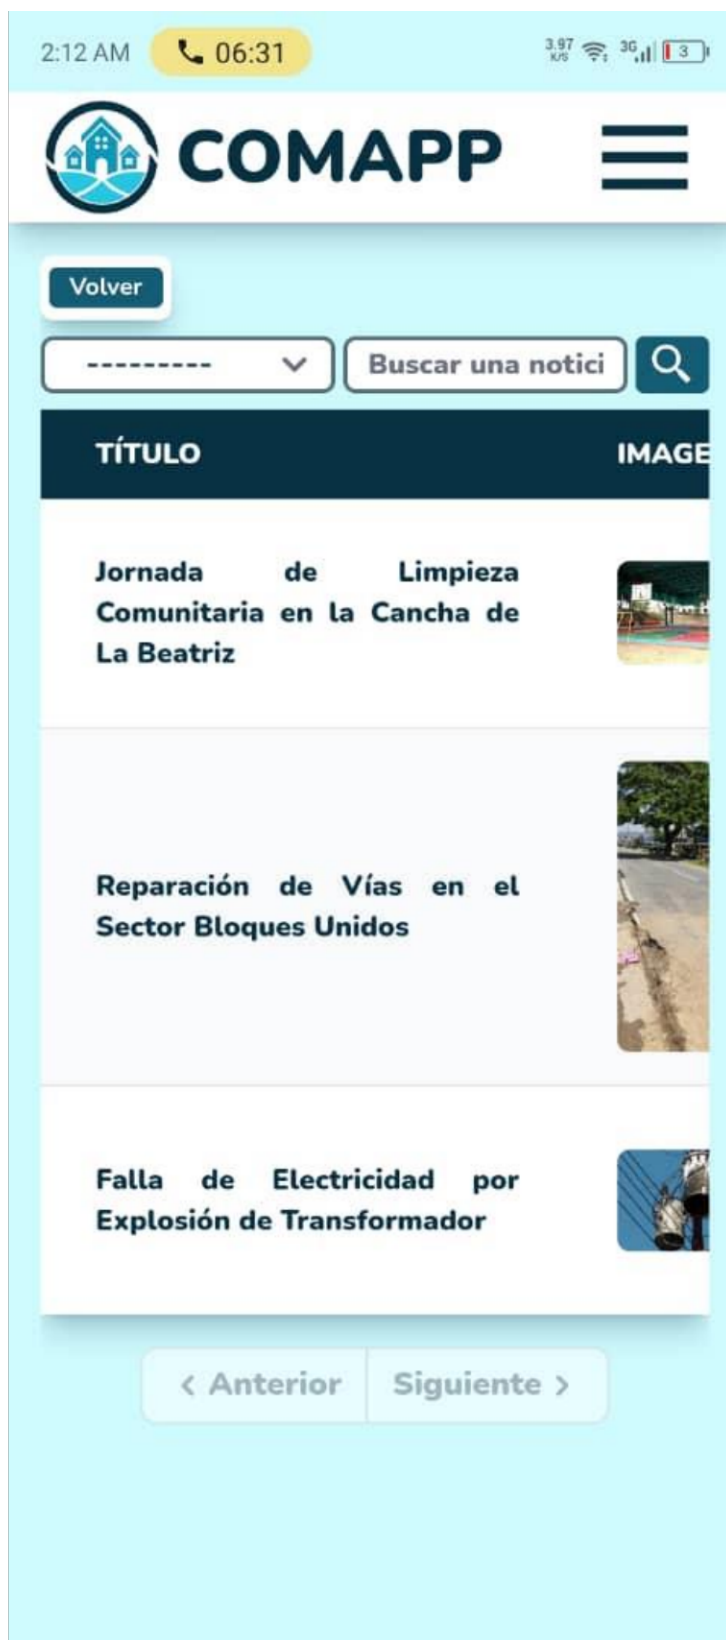 2:12 AM 06:31 3.97 K/S 3G 3
COMAPP
Volver
--------- Buscar una notici
TÍTULO IMAGE
Jornada de Limpieza
Comunitaria en la Cancha de
La Beatriz
Reparación de Vías en el
Sector Bloques Unidos
Falla de Electricidad por
Explosión de Transformador
< Anterior Siguiente >